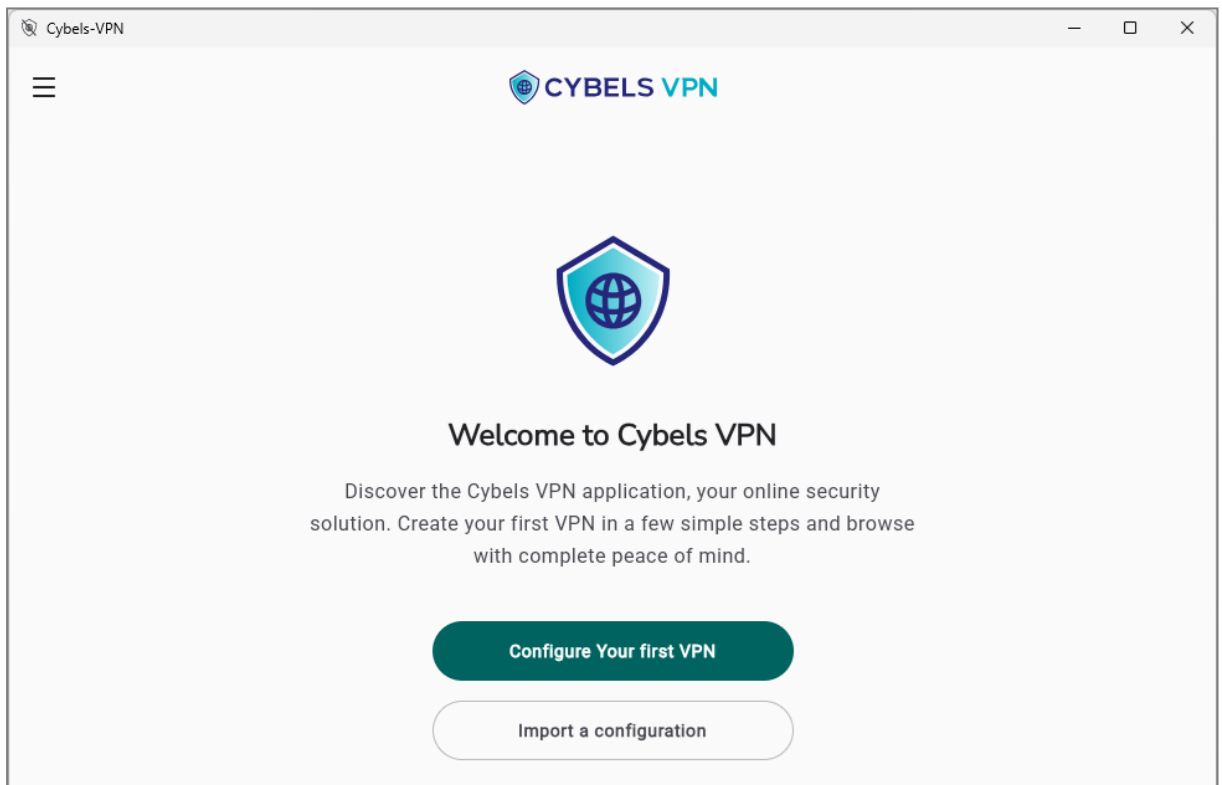 Cybels-VPN
CYBELS VPN
Welcome to Cybels VPN
Discover the Cybels VPN application, your online security
solution. Create your first VPN in a few simple steps and browse
with complete peace of mind.
Configure Your first VPN
Import a configuration